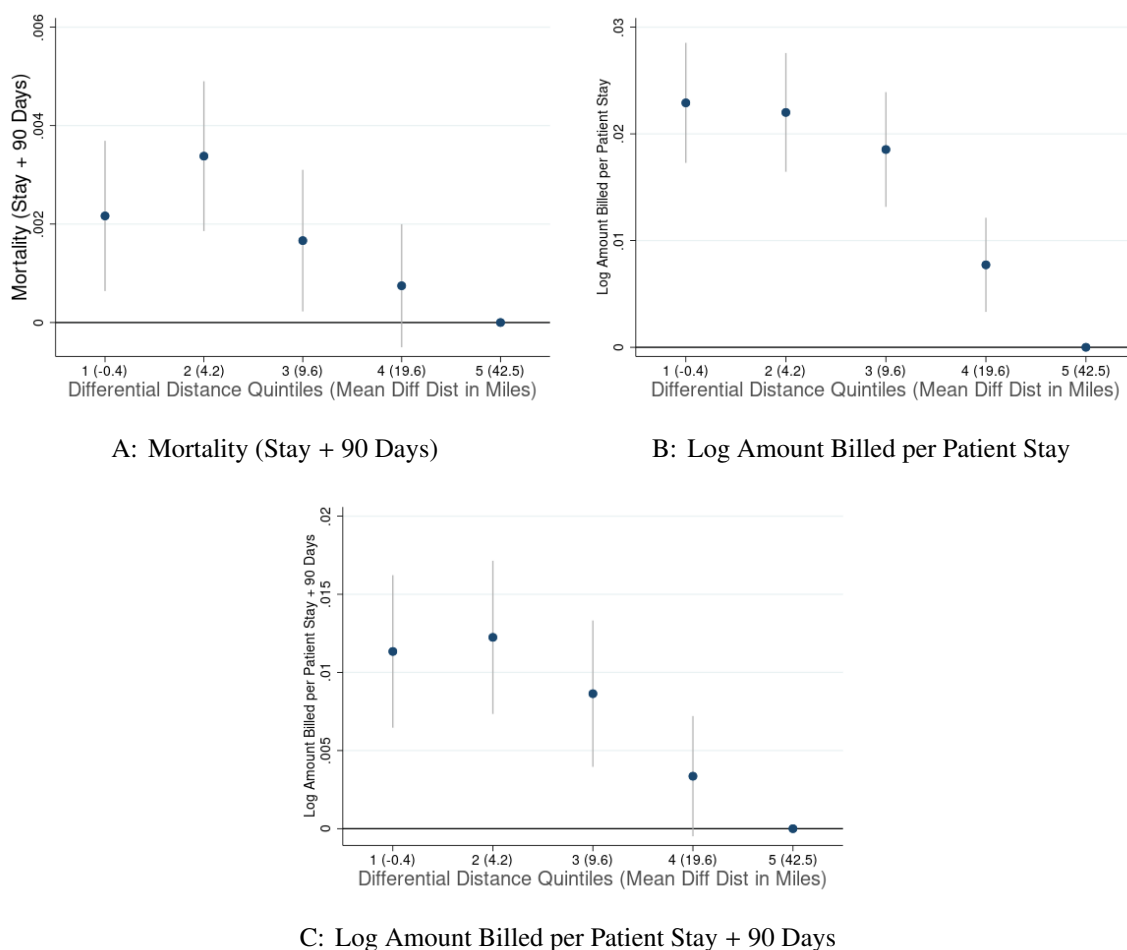 Mortality (Stay + 90 Days)
.006
.004
.002
0
1 (-0.4) 2 (4.2) 3 (9.6) 4 (19.6) 5 (42.5)
Differential Distance Quintiles (Mean Diff Dist in Miles)
A: Mortality (Stay + 90 Days)
Log Amount Billed per Patient Stay
.03
.02
.01
0
1 (-0.4) 2 (4.2) 3 (9.6) 4 (19.6) 5 (42.5)
Differential Distance Quintiles (Mean Diff Dist in Miles)
B: Log Amount Billed per Patient Stay
Log Amount Billed per Patient Stay + 90 Days
.02
.015
.01
.005
0
1 (-0.4) 2 (4.2) 3 (9.6) 4 (19.6) 5 (42.5)
Differential Distance Quintiles (Mean Diff Dist in Miles)
C: Log Amount Billed per Patient Stay + 90 Days